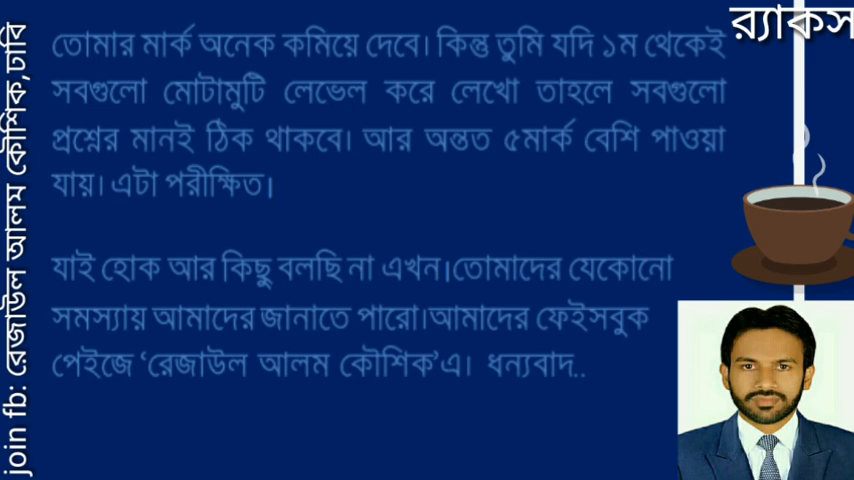 র‍্যাকস
তোমার মার্ক অনেক কমিয়ে দেবে। কিন্তু তুমি যদি ১ম থেকেই
সবগুলো মোটামুটি লেভেল করে লেখো তাহলে সবগুলো
প্রশ্নের মানই ঠিক থাকবে। আর অন্তত ৫মার্ক বেশি পাওয়া
যায়। এটা পরীক্ষিত।
যাই হোক আর কিছু বলছি না এখন।তোমাদের যেকোনো
সমস্যায় আমাদের জানাতে পারো।আমাদের ফেইসবুক
পেইজে ‘রেজাউল আলম কৌশিক’এ। ধন্যবাদ..
join fb: রেজাউল আলম কৌশিক,ঢাবি